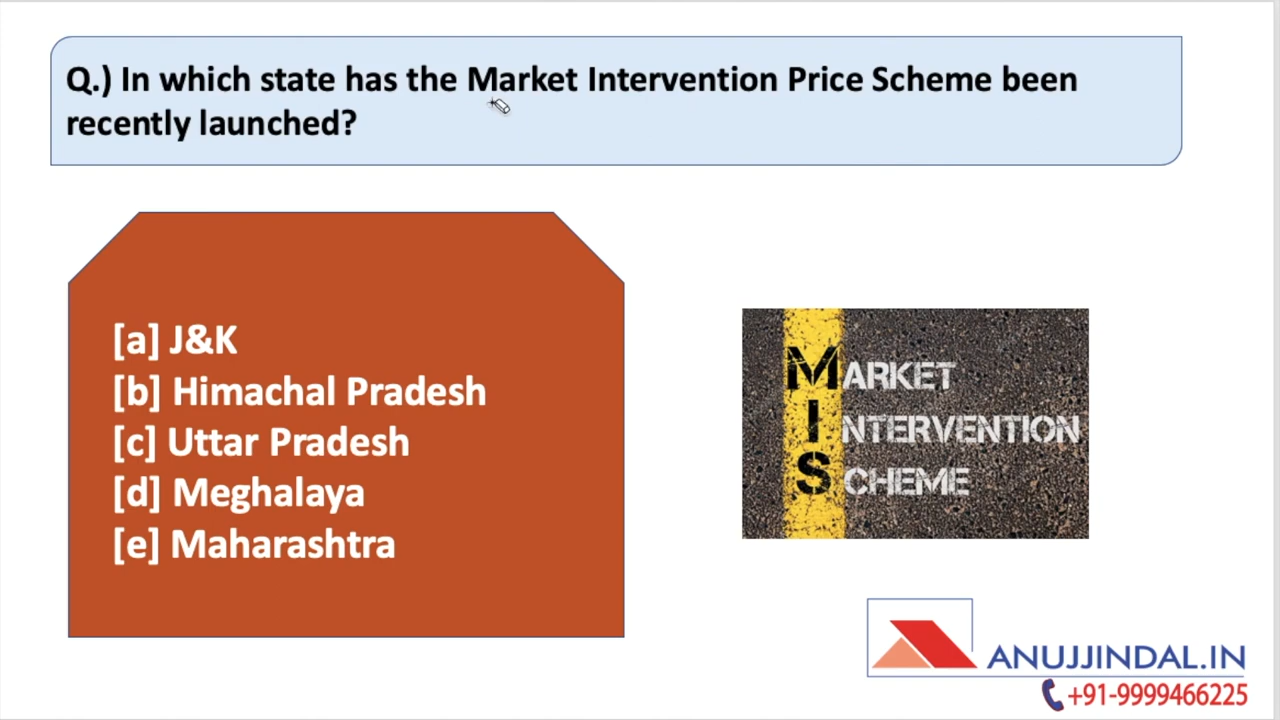 Q.) In which state has the Market Intervention Price Scheme been
recently launched?
[a] J&K
[b] Himachal Pradesh
[c] Uttar Pradesh
[d] Meghalaya
[e] Maharashtra
MARKET
INTERVENTION
SCHEME
ANUJJINDAL.IN
+91-9999466225